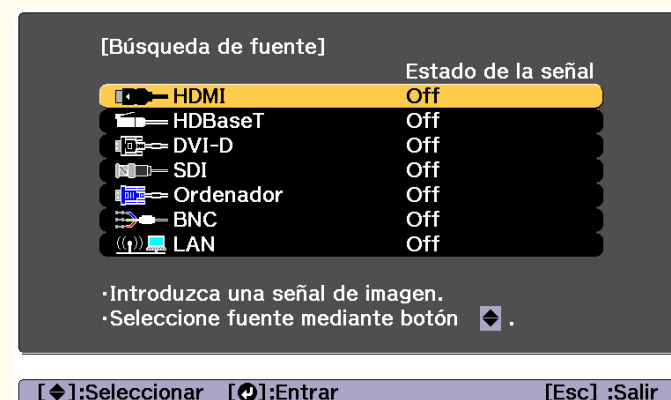 [Búsqueda de fuente]
Estado de la señal
HDMI Off
HDBaseT Off
DVI-D Off
SDI Off
Ordenador Off
BNC Off
LAN Off
·Introduzca una señal de imagen.
·Seleccione fuente mediante botón .
[ ]:Seleccionar [ ]:Entrar [Esc] :Salir